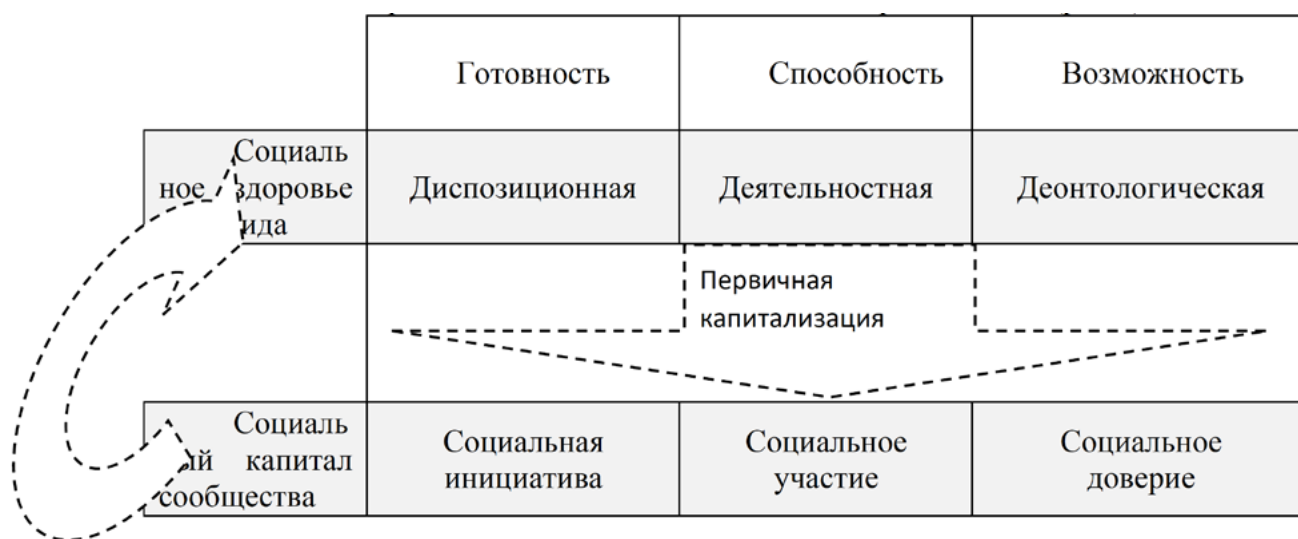 Готовность Способность Возможность
Социаль
ное здоровье
Диспозиционная Деятельностная Деонтологическая
Первичная
капитализация
Социаль
капитал
сообщества
Социальная
инициатива
Социальное
участие
Социальное
доверие